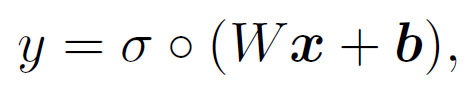 y = σ ∘ (Wx + b),